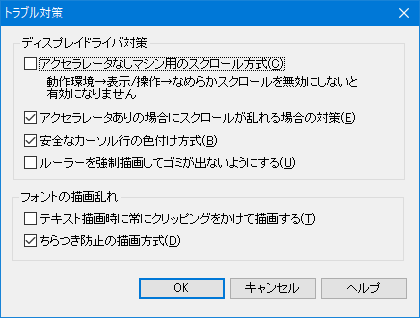 トラブル対策
ディスプレイドライバ対策
アクセラレータなしマシン用のスクロール方式(C)
動作環境→表示/操作→なめらかスクロールを無効にしないと
有効になりません
アクセラレータありの場合にスクロールが乱れる場合の対策(E)
安全なカーソル行の色付け方式(B)
ルーラーを強制描画してゴミが出ないようにする(U)
フォントの描画乱れ
テキスト描画時に常にクリッピングをかけて描画する(T)
ちらつき防止の描画方式(D)
OK
キャンセル
ヘルプ